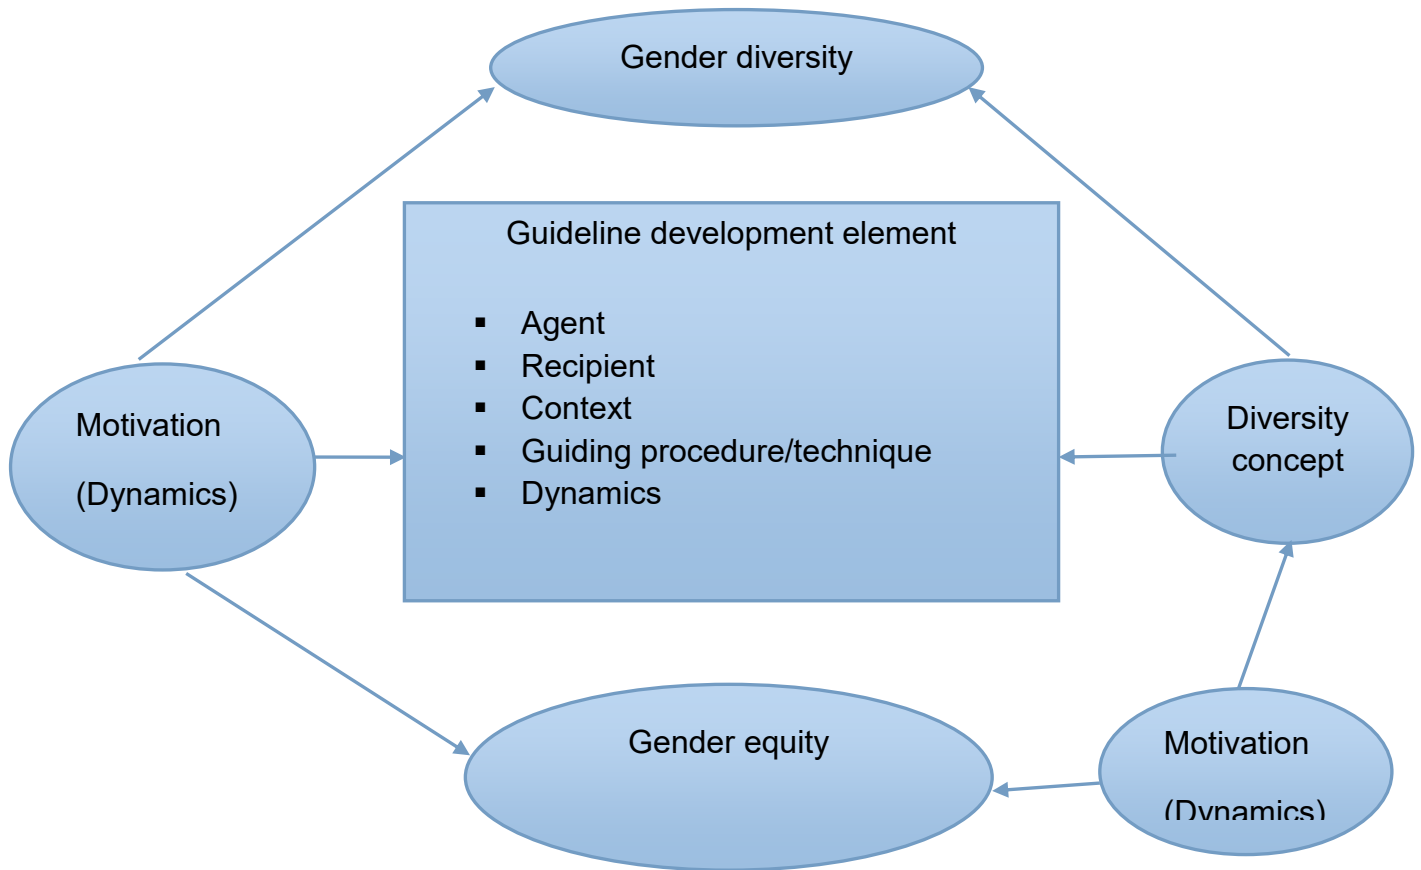 Gender diversity
Guideline development element
▪ Agent
▪ Recipient
▪ Context
▪ Guiding procedure/technique
▪ Dynamics
Motivation
(Dynamics)
Diversity
concept
Gender equity
Motivation
(Dynamics)